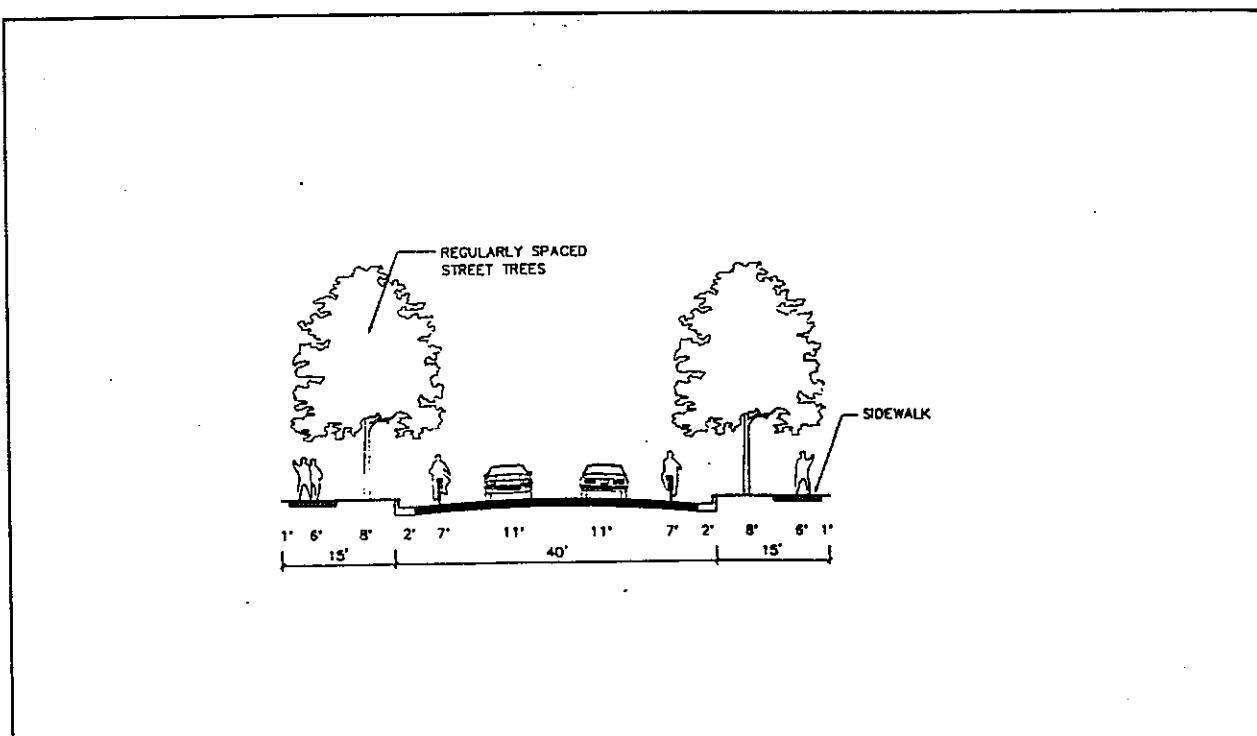 REGULARLY SPACED
STREET TREES
SIDEWALK
1' 6' 8' 2' 7' 11' 11' 7' 2' 8' 6' 1'
15' 40' 15'